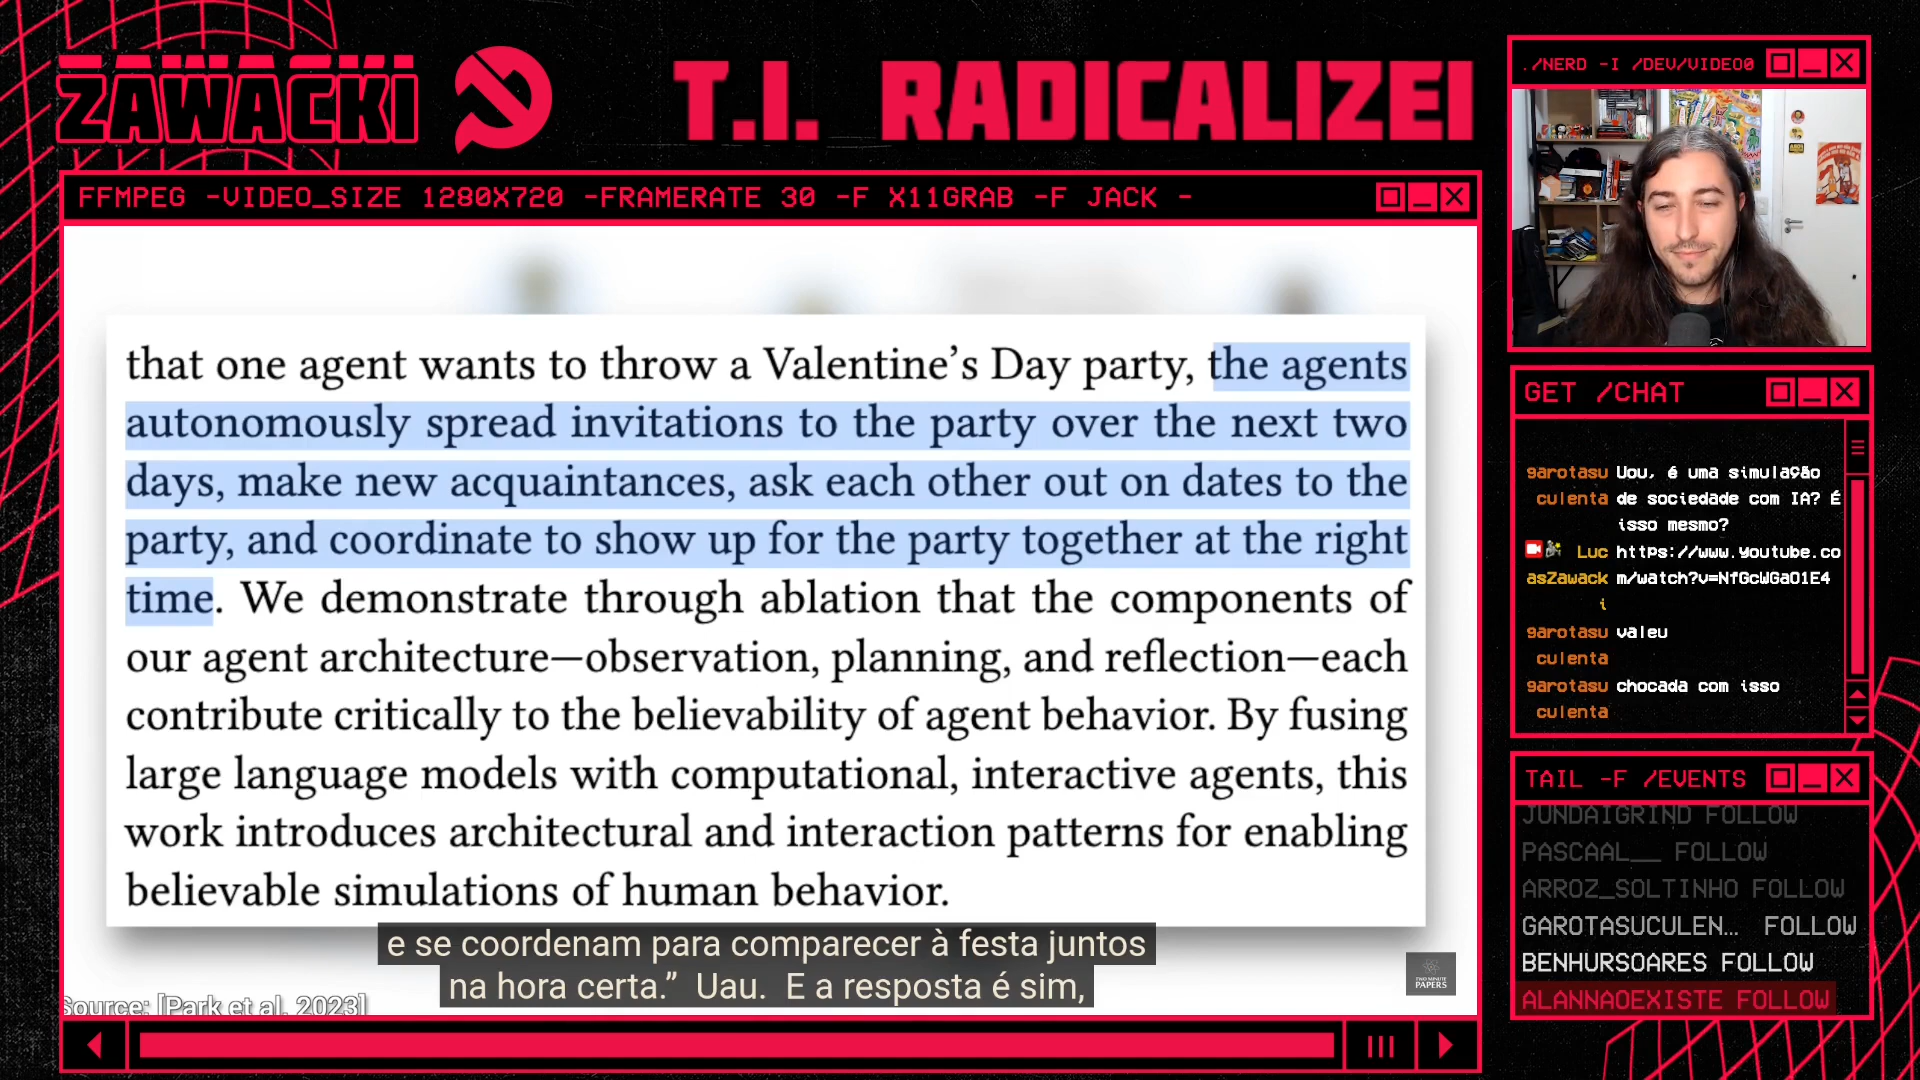 ZAWACKI
T.I. RADICALIZEI
./NERD -I /DEV/VIDEO0
FFMPEG -VIDEO_SIZE 1280X720 -FRAMERATE 30 -F X11GRAB -F JACK -
that one agent wants to throw a Valentine’s Day party, the agents
autonomously spread invitations to the party over the next two
days, make new acquaintances, ask each other out on dates to the
party, and coordinate to show up for the party together at the right
time. We demonstrate through ablation that the components of
our agent architecture—observation, planning, and reflection—each
contribute critically to the believability of agent behavior. By fusing
large language models with computational, interactive agents, this
work introduces architectural and interaction patterns for enabling
believable simulations of human behavior.
e se coordenam para comparecer à festa juntos
na hora certa.” Uau. E a resposta é sim,
Source: [Park et al. 2023]
TWO MINUTE
PAPERS
GET /CHAT
garotasu Uou, é uma simulação
culenta de sociedade com IA? É
isso mesmo?
Luc https://www.youtube.co
asZawack m/watch?v=NfGcWGaO1E4
i
garotasu valeu
culenta
garotasu chocada com isso
culenta
TAIL -F /EVENTS
JUNDAIGRIND FOLLOW
PASCAAL__ FOLLOW
ARROZ_SOLTINHO FOLLOW
GAROTASUCULEN... FOLLOW
BENHURSOARES FOLLOW
ALANNAOEXISTE FOLLOW